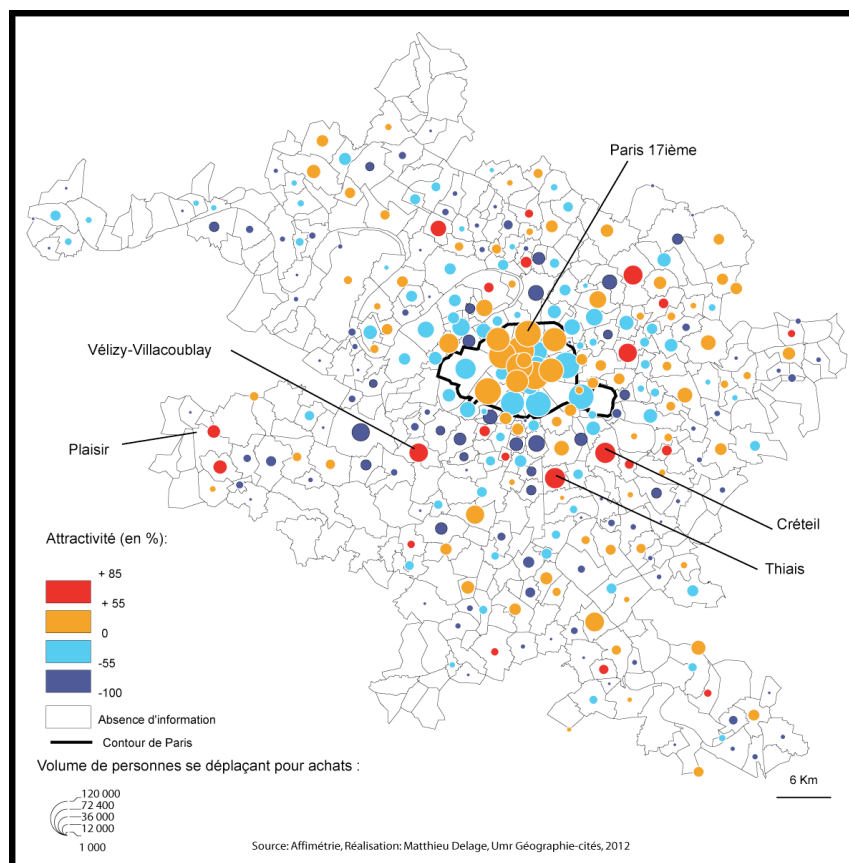 Paris 17ième
Vélizy-Villacoublay
Plaisir
Créteil
Thiais
Attractivité (en %):
+ 85
+ 55
0
-55
-100
Absence d'information
Contour de Paris
Volume de personnes se déplaçant pour achats :
120 000
72 400
36 000
12 000
1 000
6 Km
Source: Affimétrie, Réalisation: Matthieu Delage, Umr Géographie-cités, 2012